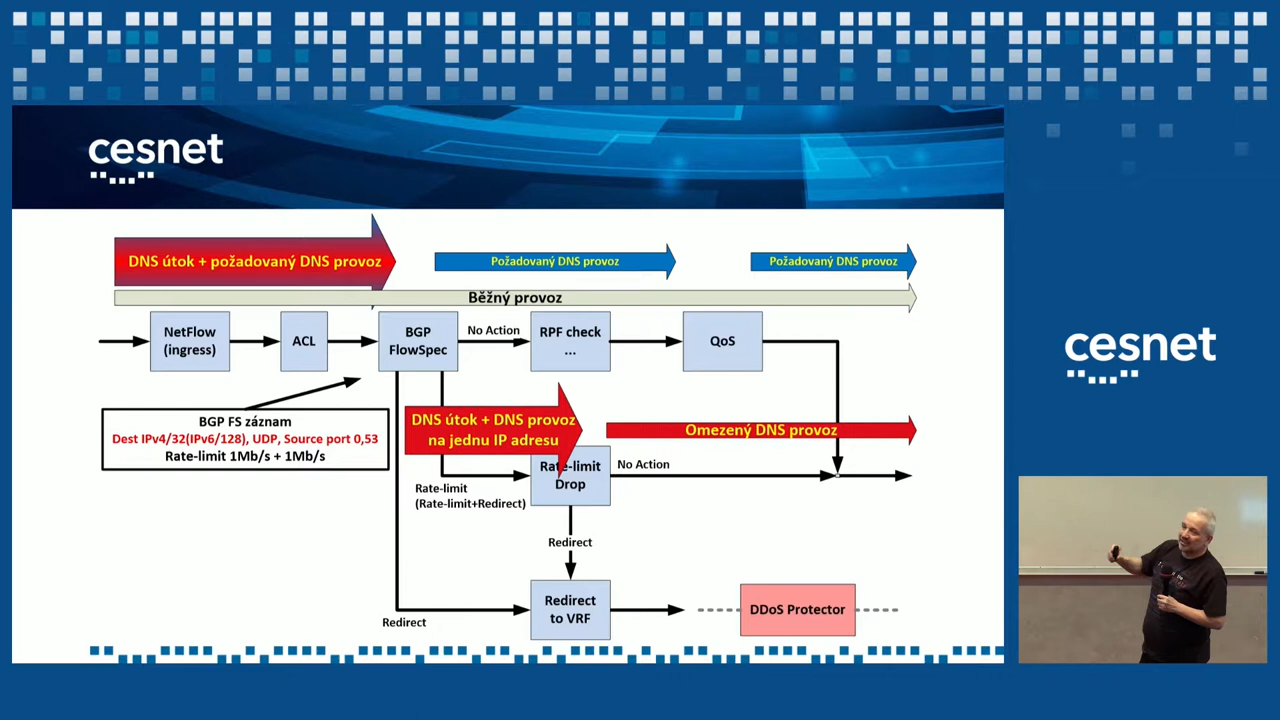 cesnet
DNS útok + požadovaný DNS provoz
Požadovaný DNS provoz
Požadovaný DNS provoz
Běžný provoz
NetFlow
(ingress)
ACL
BGP
FlowSpec
No Action
RPF check
...
QoS
BGP FS záznam
Dest IPv4/32(IPv6/128), UDP, Source port 0,53
Rate-limit 1Mb/s + 1Mb/s
DNS útok + DNS provoz
na jednu IP adresu
Omezený DNS provoz
Rate-limit
Drop
No Action
Rate-limit
(Rate-limit+Redirect)
Redirect
Redirect
to VRF
Redirect
DDoS Protector
cesnet